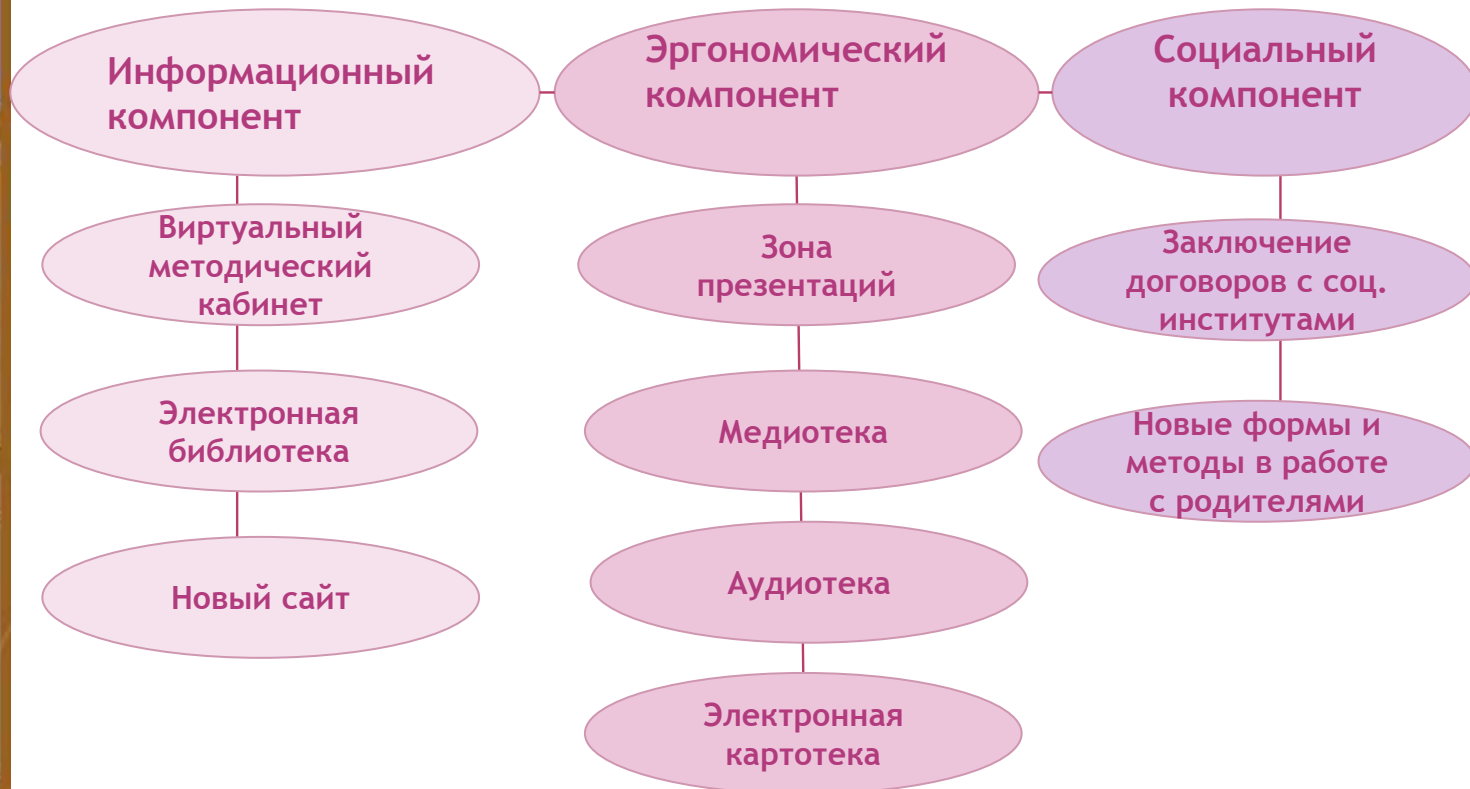 Информационный
компонент
Эргономический
компонент
Социальный
компонент
Виртуальный
методический
кабинет
Электронная
библиотека
Новый сайт
Зона
презентаций
Медиотека
Аудиотека
Электронная
картотека
Заключение
договоров с соц.
институтами
Новые формы и
методы в работе
с родителями